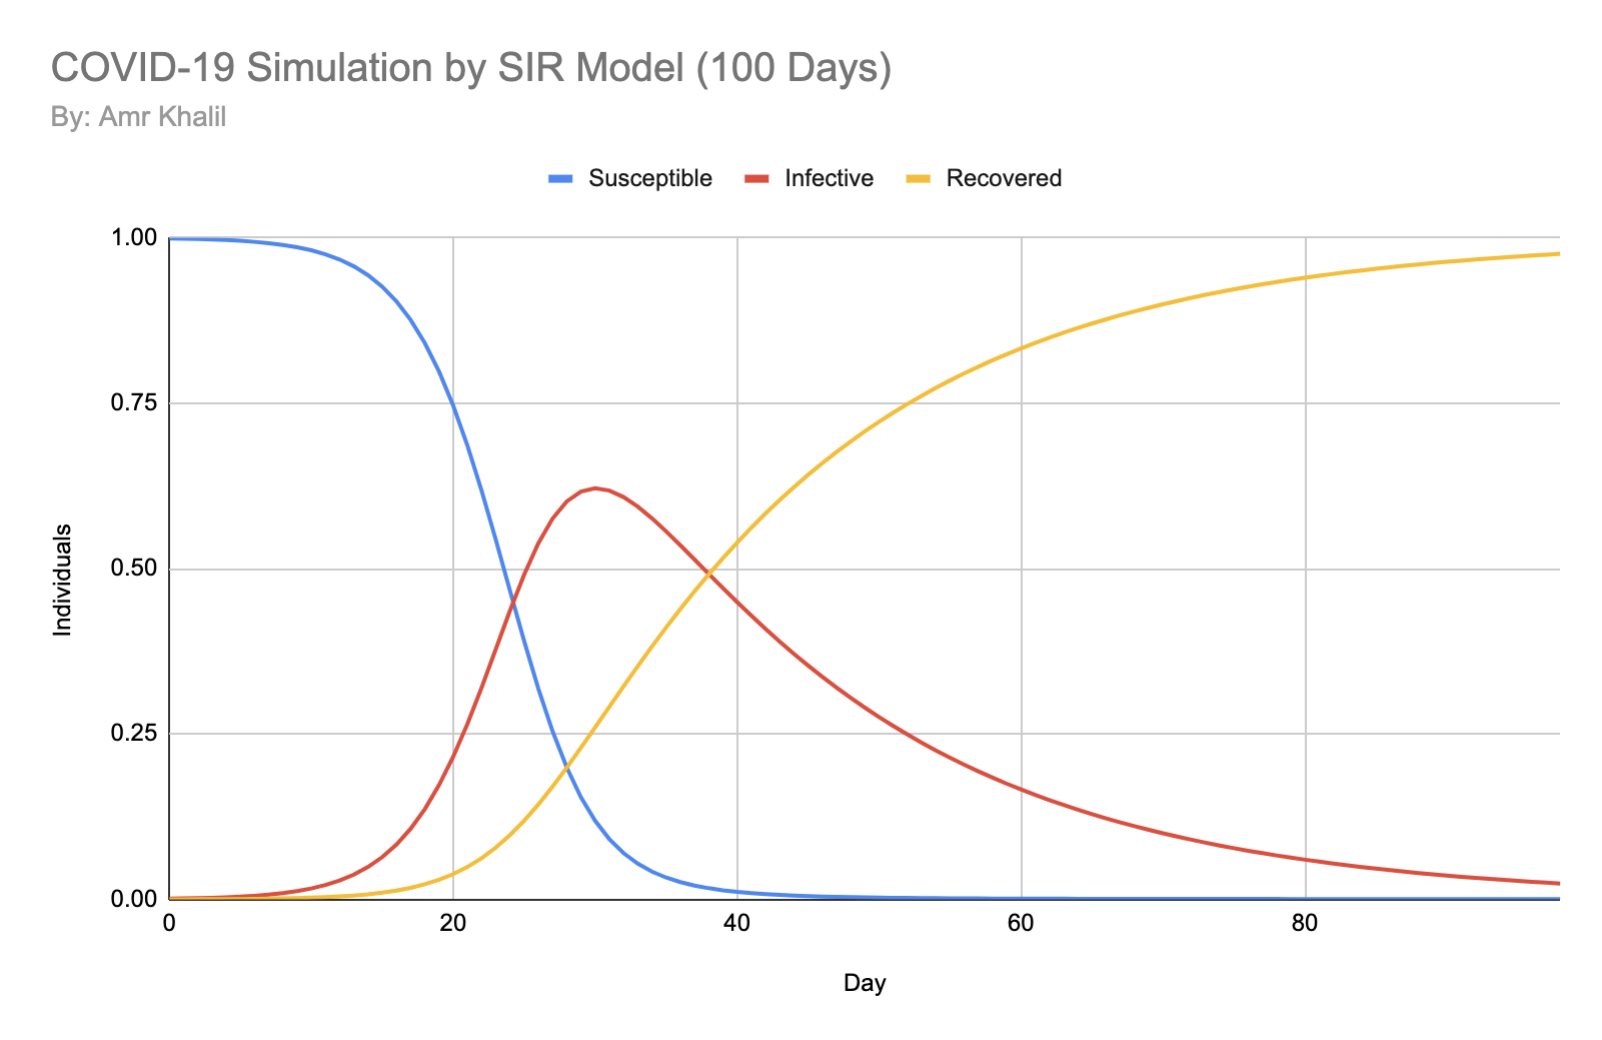 COVID-19 Simulation by SIR Model (100 Days)
By: Amr Khalil
Susceptible Infective Recovered
1.00
0.75
0.50
0.25
0.00
Individuals
0 20 40 60 80
Day